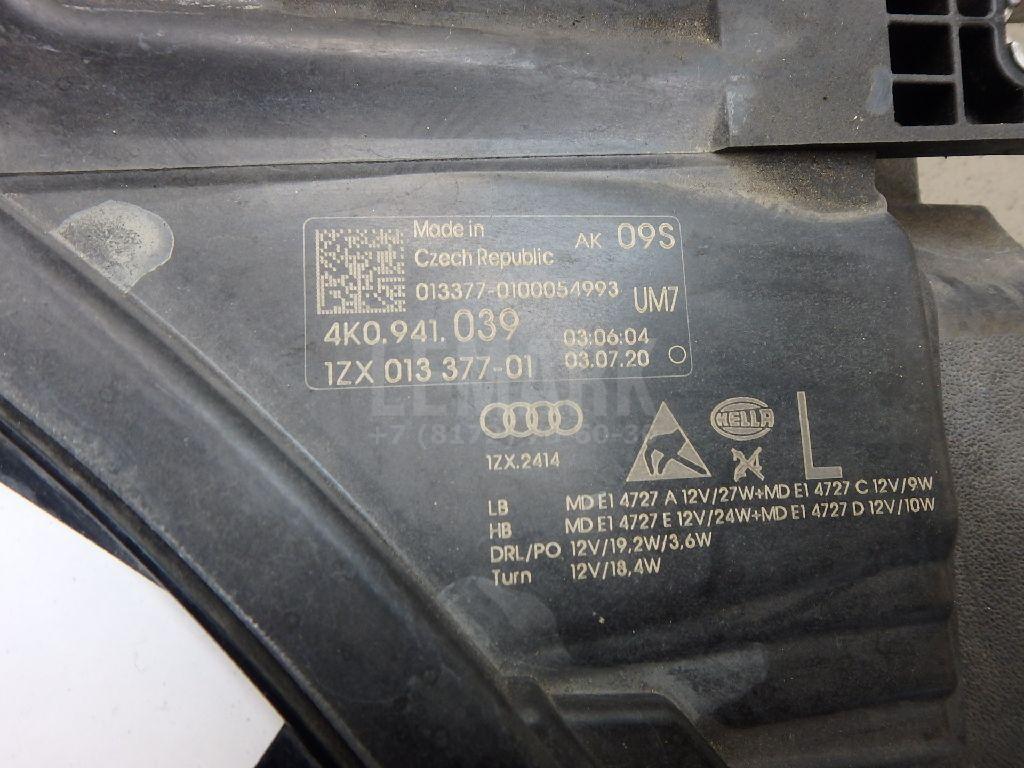 Made in
Czech Republic
AK 09S
013377-0100054993
UM7
4K0.941.039
03:06:04
1ZX 013 377-01
03.07.20
1ZX.2414
HELLA
L
LB MD E1 4727 A 12V/27W+MD E1 4727 C 12V/9W
HB MD E1 4727 E 12V/24W+MD E1 4727 D 12V/10W
DRL/PO 12V/19,2W/3,6W
Turn 12V/18,4W